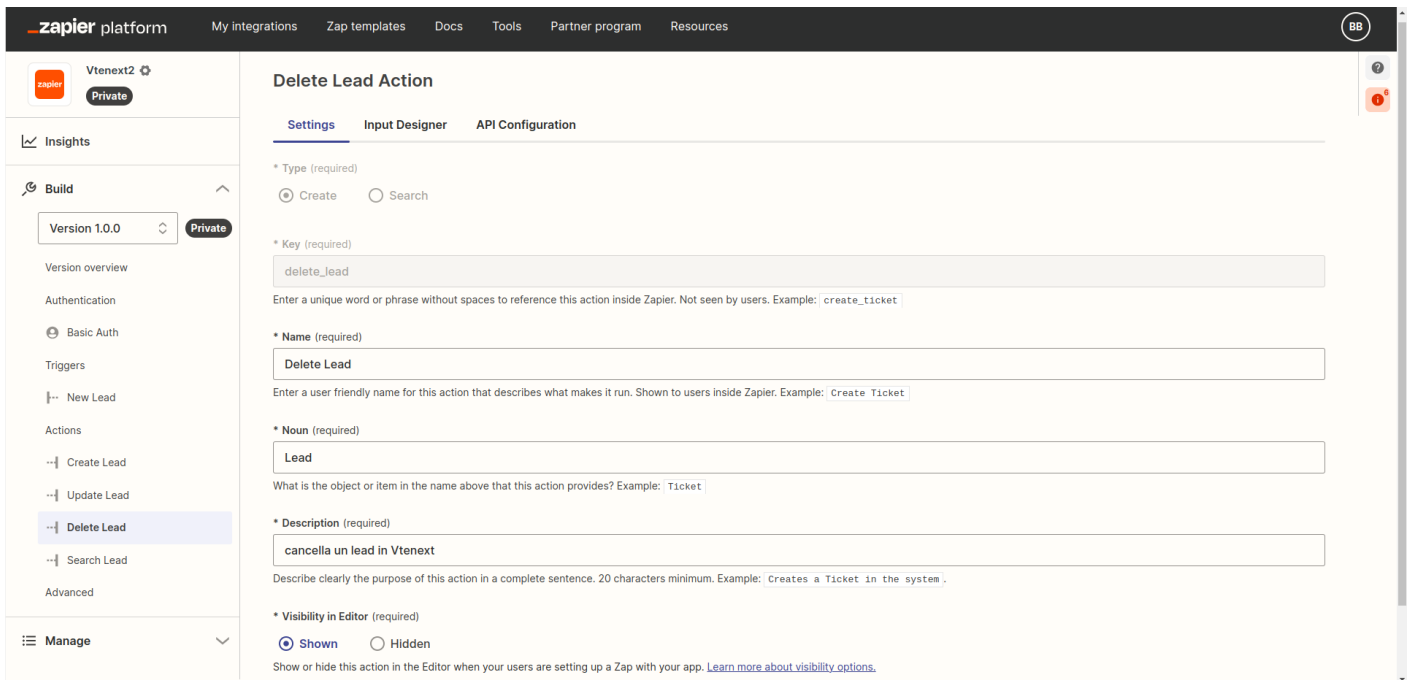 zapier platform
My integrations
Zap templates
Docs
Tools
Partner program
Resources
BB
zapier
Vtenext2
Private
Insights
Build
Version 1.0.0
Private
Version overview
Authentication
Basic Auth
Triggers
New Lead
Actions
Create Lead
Update Lead
Delete Lead
Search Lead
Advanced
Manage
Delete Lead Action
Settings
Input Designer
API Configuration
* Type (required)
Create
Search
* Key (required)
delete_lead
Enter a unique word or phrase without spaces to reference this action inside Zapier. Not seen by users. Example: create_ticket
* Name (required)
Delete Lead
Enter a user friendly name for this action that describes what makes it run. Shown to users inside Zapier. Example: Create Ticket
* Noun (required)
Lead
What is the object or item in the name above that this action provides? Example: Ticket
* Description (required)
cancella un lead in Vtenext
Describe clearly the purpose of this action in a complete sentence. 20 characters minimum. Example: Creates a Ticket in the system.
* Visibility in Editor (required)
Shown
Hidden
Show or hide this action in the Editor when your users are setting up a Zap with your app. Learn more about visibility options.
?
6